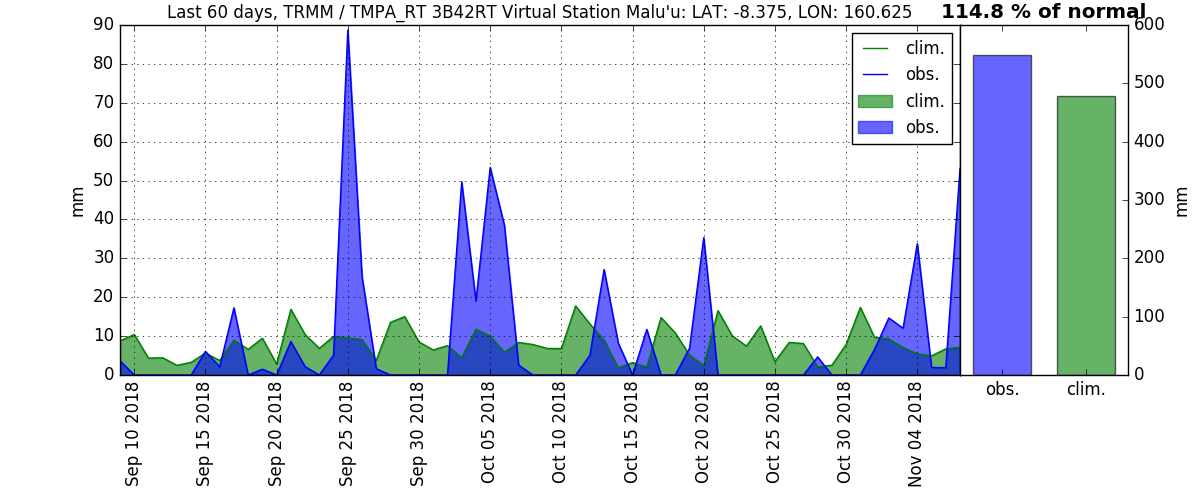 Last 60 days, TRMM / TMPA_RT 3B42RT Virtual Station Malu'u: LAT: -8.375, LON: 160.625
114.8 % of normal
90
80
70
60
50
40
30
20
10
0
mm
clim.
obs.
clim.
obs.
600
500
400
300
200
100
0
mm
Sep 10 2018
Sep 15 2018
Sep 20 2018
Sep 25 2018
Sep 30 2018
Oct 05 2018
Oct 10 2018
Oct 15 2018
Oct 20 2018
Oct 25 2018
Oct 30 2018
Nov 04 2018
obs.
clim.